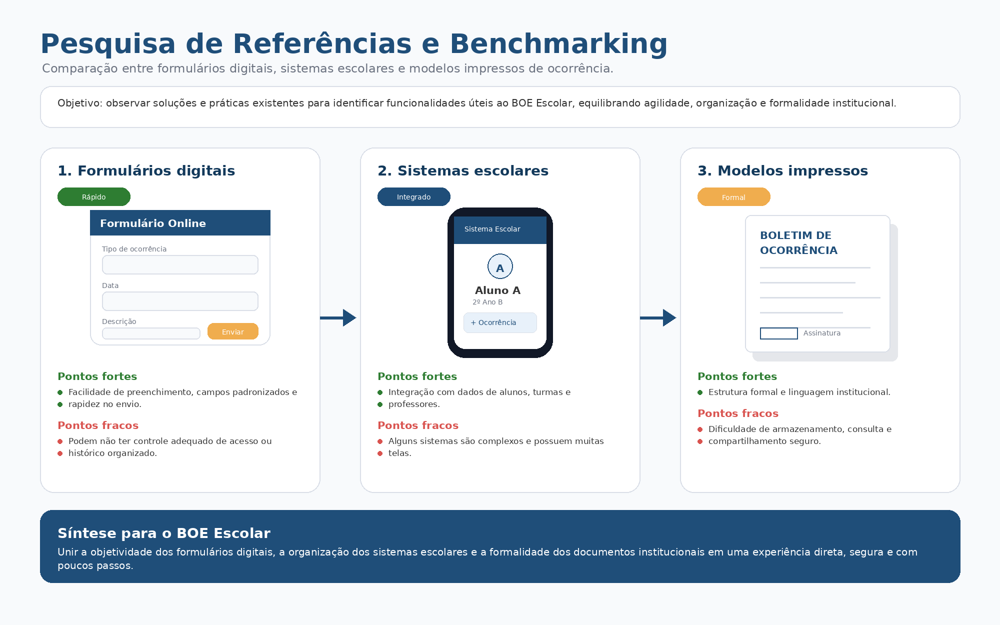 Pesquisa de Referências e Benchmarking
Comparação entre formulários digitais, sistemas escolares e modelos impressos de ocorrência.
Objetivo: observar soluções e práticas existentes para identificar funcionalidades úteis ao BOE Escolar, equilibrando agilidade, organização e formalidade institucional.
1. Formulários digitais
Rápido
Formulário Online
Tipo de ocorrência
Data
Descrição
Enviar
Pontos fortes
Facilidade de preenchimento, campos padronizados e
rapidez no envio.
Pontos fracos
Podem não ter controle adequado de acesso ou
histórico organizado.
2. Sistemas escolares
Integrado
Sistema Escolar
A
Aluno A
2º Ano B
+ Ocorrência
Pontos fortes
Integração com dados de alunos, turmas e
professores.
Pontos fracos
Alguns sistemas são complexos e possuem muitas
telas.
3. Modelos impressos
Formal
BOLETIM DE
OCORRÊNCIA
Assinatura
Pontos fortes
Estrutura formal e linguagem institucional.
Pontos fracos
Dificuldade de armazenamento, consulta e
compartilhamento seguro.
Síntese para o BOE Escolar
Unir a objetividade dos formulários digitais, a organização dos sistemas escolares e a formalidade dos documentos institucionais em uma experiência direta, segura e com
poucos passos.